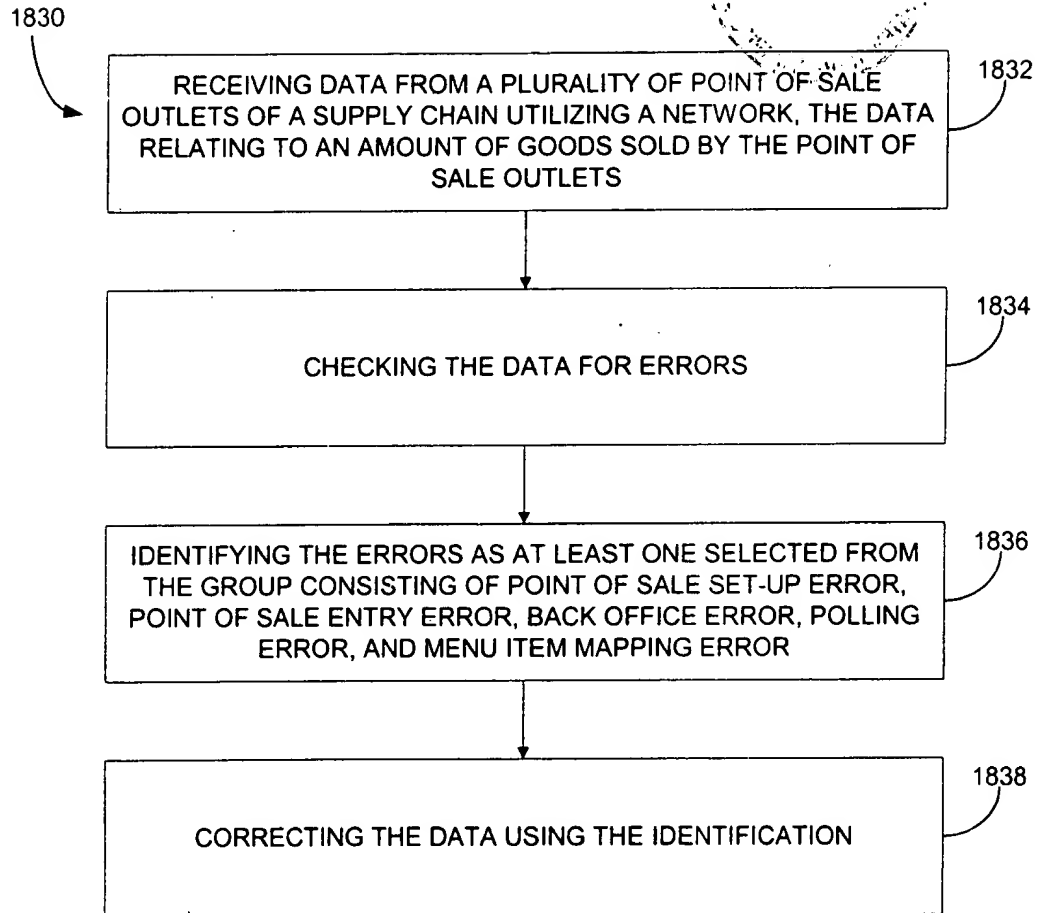 1830
RECEIVING DATA FROM A PLURALITY OF POINT OF SALE
OUTLETS OF A SUPPLY CHAIN UTILIZING A NETWORK, THE DATA
RELATING TO AN AMOUNT OF GOODS SOLD BY THE POINT OF
SALE OUTLETS
1832
CHECKING THE DATA FOR ERRORS
1834
IDENTIFYING THE ERRORS AS AT LEAST ONE SELECTED FROM
THE GROUP CONSISTING OF POINT OF SALE SET-UP ERROR,
POINT OF SALE ENTRY ERROR, BACK OFFICE ERROR, POLLING
ERROR, AND MENU ITEM MAPPING ERROR
1836
CORRECTING THE DATA USING THE IDENTIFICATION
1838